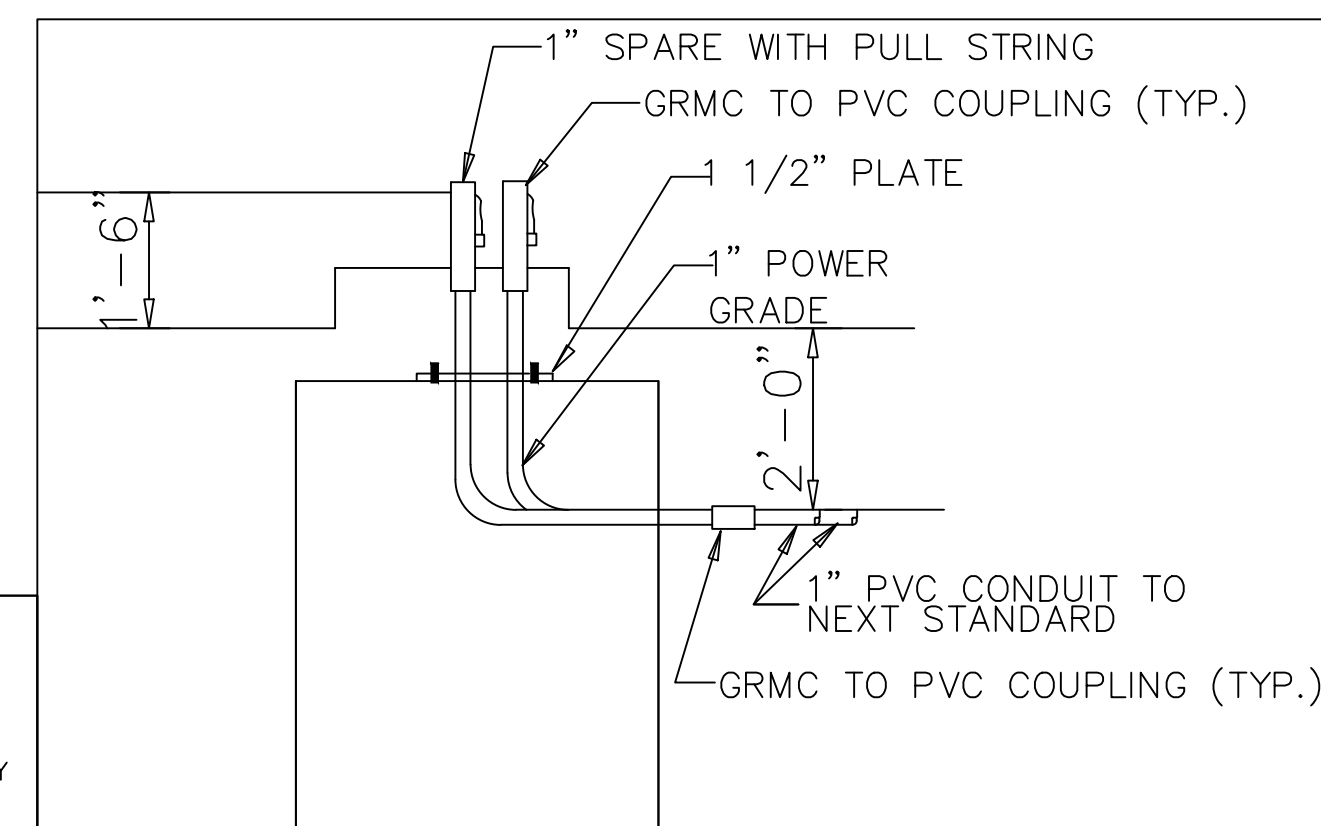 1” SPARE WITH PULL STRING
GRMC TO PVC COUPLING (TYP.)
1 1/2” PLATE
1’-6”
1” POWER
GRADE
2’-0”
1” PVC CONDUIT TO
NEXT STANDARD
GRMC TO PVC COUPLING (TYP.)
Y